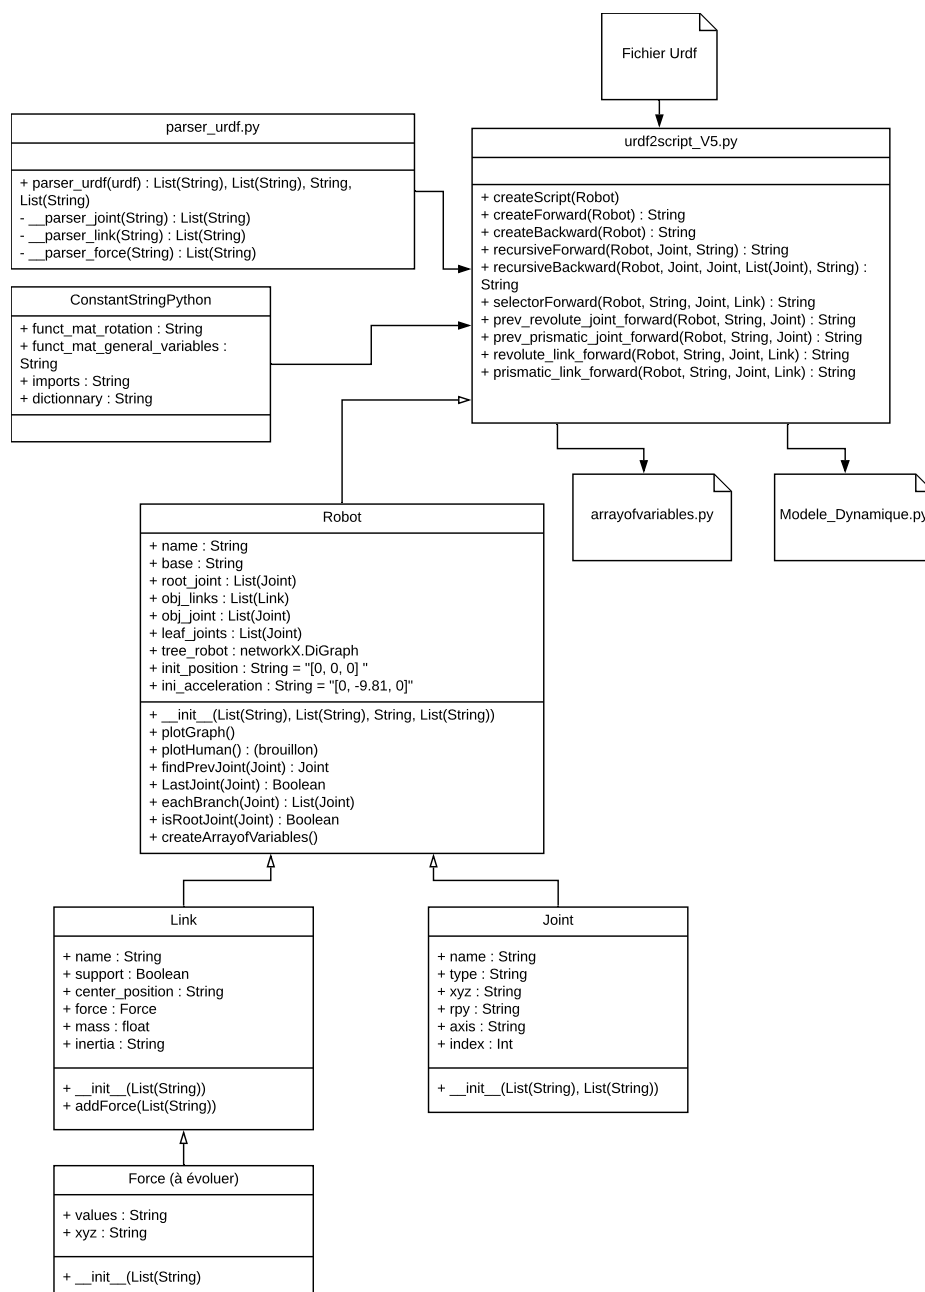 Fichier Urdf
parser_urdf.py
+ parser_urdf(urdf) : List(String), List(String), String,
List(String)
- __parser_joint(String) : List(String)
- __parser_link(String) : List(String)
- __parser_force(String) : List(String)
urdf2script_V5.py
+ createScript(Robot)
+ createForward(Robot) : String
+ createBackward(Robot) : String
+ recursiveForward(Robot, Joint, String) : String
+ recursiveBackward(Robot, Joint, Joint, List(Joint), String) :
String
+ selectorForward(Robot, String, Joint, Link) : String
+ prev_revolute_joint_forward(Robot, String, Joint) : String
+ prev_prismatic_joint_forward(Robot, String, Joint) : String
+ revolute_link_forward(Robot, String, Joint, Link) : String
+ prismatic_link_forward(Robot, String, Joint, Link) : String
ConstantStringPython
+ funct_mat_rotation : String
+ funct_mat_general_variables :
String
+ imports : String
+ dictionnary : String
arrayofvariables.py
Modele_Dynamique.py
Robot
+ name : String
+ base : String
+ root_joint : List(Joint)
+ obj_links : List(Link)
+ obj_joint : List(Joint)
+ leaf_joints : List(Joint)
+ tree_robot : networkX.DiGraph
+ init_position : String = "[0, 0, 0] "
+ ini_acceleration : String = "[0, -9.81, 0]"
+ __init__(List(String), List(String), String, List(String))
+ plotGraph()
+ plotHuman() : (brouillon)
+ findPrevJoint(Joint) : Joint
+ LastJoint(Joint) : Boolean
+ eachBranch(Joint) : List(Joint)
+ isRootJoint(Joint) : Boolean
+ createArrayofVariables()
Link
+ name : String
+ support : Boolean
+ center_position : String
+ force : Force
+ mass : float
+ inertia : String
+ __init__(List(String))
+ addForce(List(String))
Joint
+ name : String
+ type : String
+ xyz : String
+ rpy : String
+ axis : String
+ index : Int
+ __init__(List(String), List(String))
Force (à évoluer)
+ values : String
+ xyz : String
+ __init__(List(String)